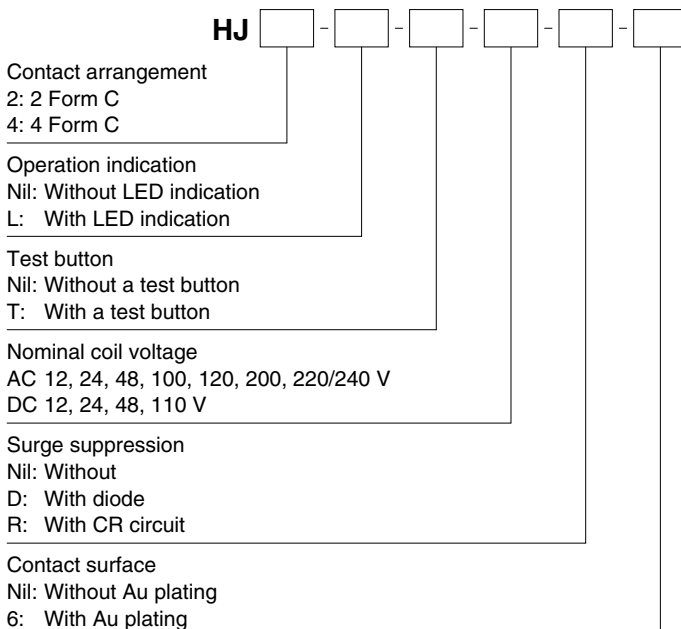 HJ - - - - -
Contact arrangement
2: 2 Form C
4: 4 Form C
Operation indication
Nil: Without LED indication
L: With LED indication
Test button
Nil: Without a test button
T: With a test button
Nominal coil voltage
AC 12, 24, 48, 100, 120, 200, 220/240 V
DC 12, 24, 48, 110 V
Surge suppression
Nil: Without
D: With diode
R: With CR circuit
Contact surface
Nil: Without Au plating
6: With Au plating